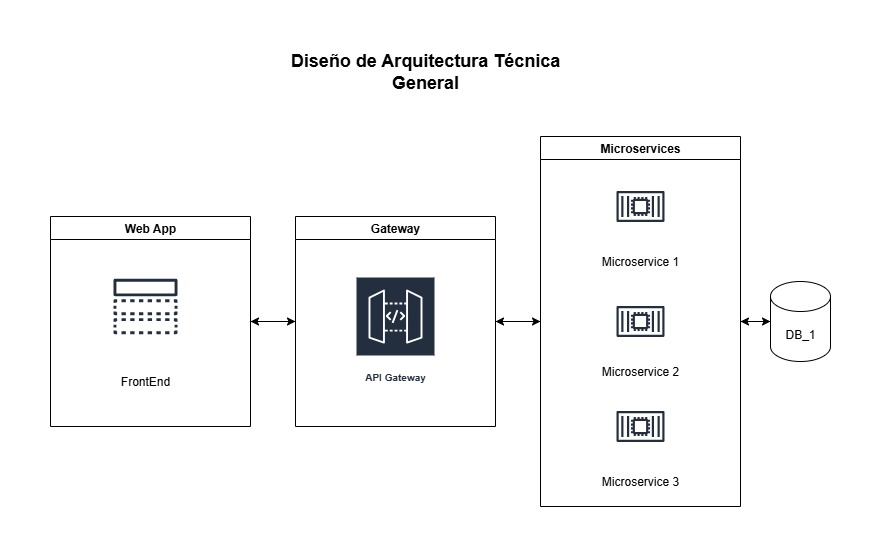 Diseño de Arquitectura Técnica
General
Web App
FrontEnd
Gateway
</>
API Gateway
Microservices
Microservice 1
Microservice 2
Microservice 3
DB_1